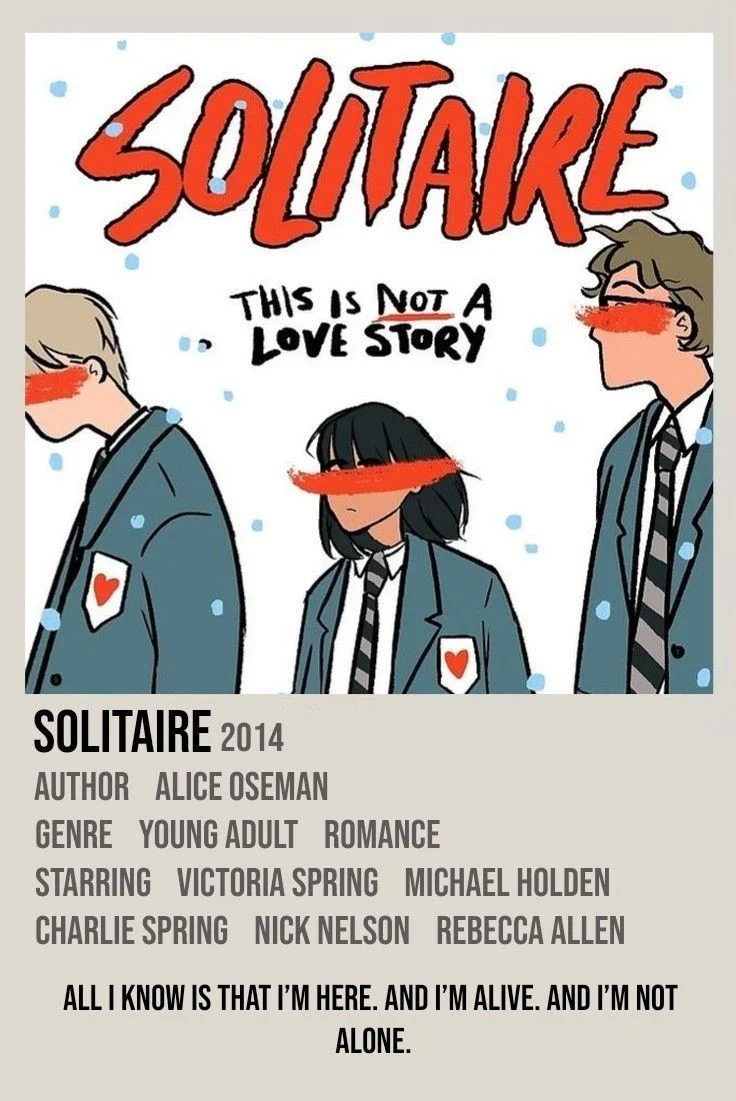 SOLITAIRE
THIS IS NOT A
LOVE STORY
SOLITAIRE 2014
AUTHOR ALICE OSEMAN
GENRE YOUNG ADULT ROMANCE
STARRING VICTORIA SPRING MICHAEL HOLDEN
CHARLIE SPRING NICK NELSON REBECCA ALLEN
ALL I KNOW IS THAT I'M HERE. AND I'M ALIVE. AND I'M NOT
ALONE.